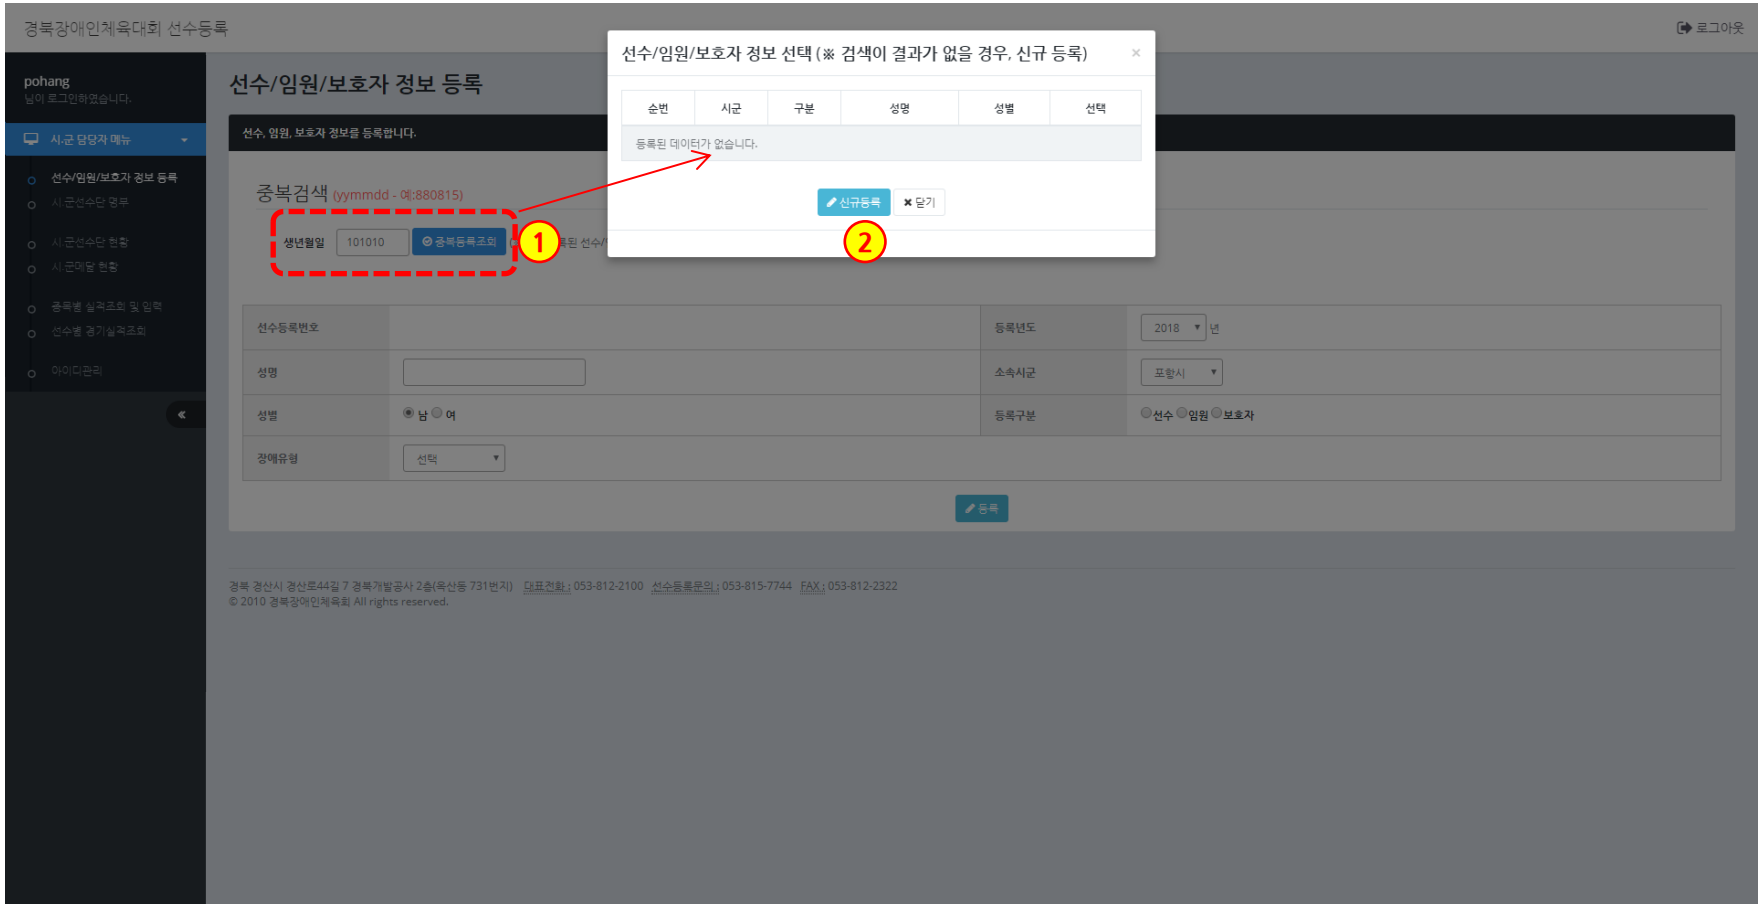 경북장애인체육대회 선수등록
로그아웃
pohang
님이 로그인하였습니다.
시.군 담당자 메뉴
선수/임원/보호자 정보 등록
시.군선수단 명부
시.군선수단 현황
시.군메달 현황
종목별 실적조회 및 입력
선수별 경기실적조회
아이디관리
선수/임원/보호자 정보 등록
선수, 임원, 보호자 정보를 등록합니다.
중복검색 (yymmdd - 예:880815)
생년월일 101010 중복등록조회
1
록된 선수/
선수/임원/보호자 정보 선택 (※ 검색이 결과가 없을 경우, 신규 등록) ×
순번 시군 구분 성명 성별 선택
등록된 데이터가 없습니다.
신규등록 닫기
2
선수등록번호 등록년도 2018 년
성명 소속시군 포항시
성별 남 여 등록구분 선수 임원 보호자
장애유형 선택
등록
경북 경산시 경산로44길 7 경북개발공사 2층(옥산동 731번지) 대표전화 : 053-812-2100 선수등록문의 : 053-815-7744 FAX : 053-812-2322
© 2010 경북장애인체육회 All rights reserved.